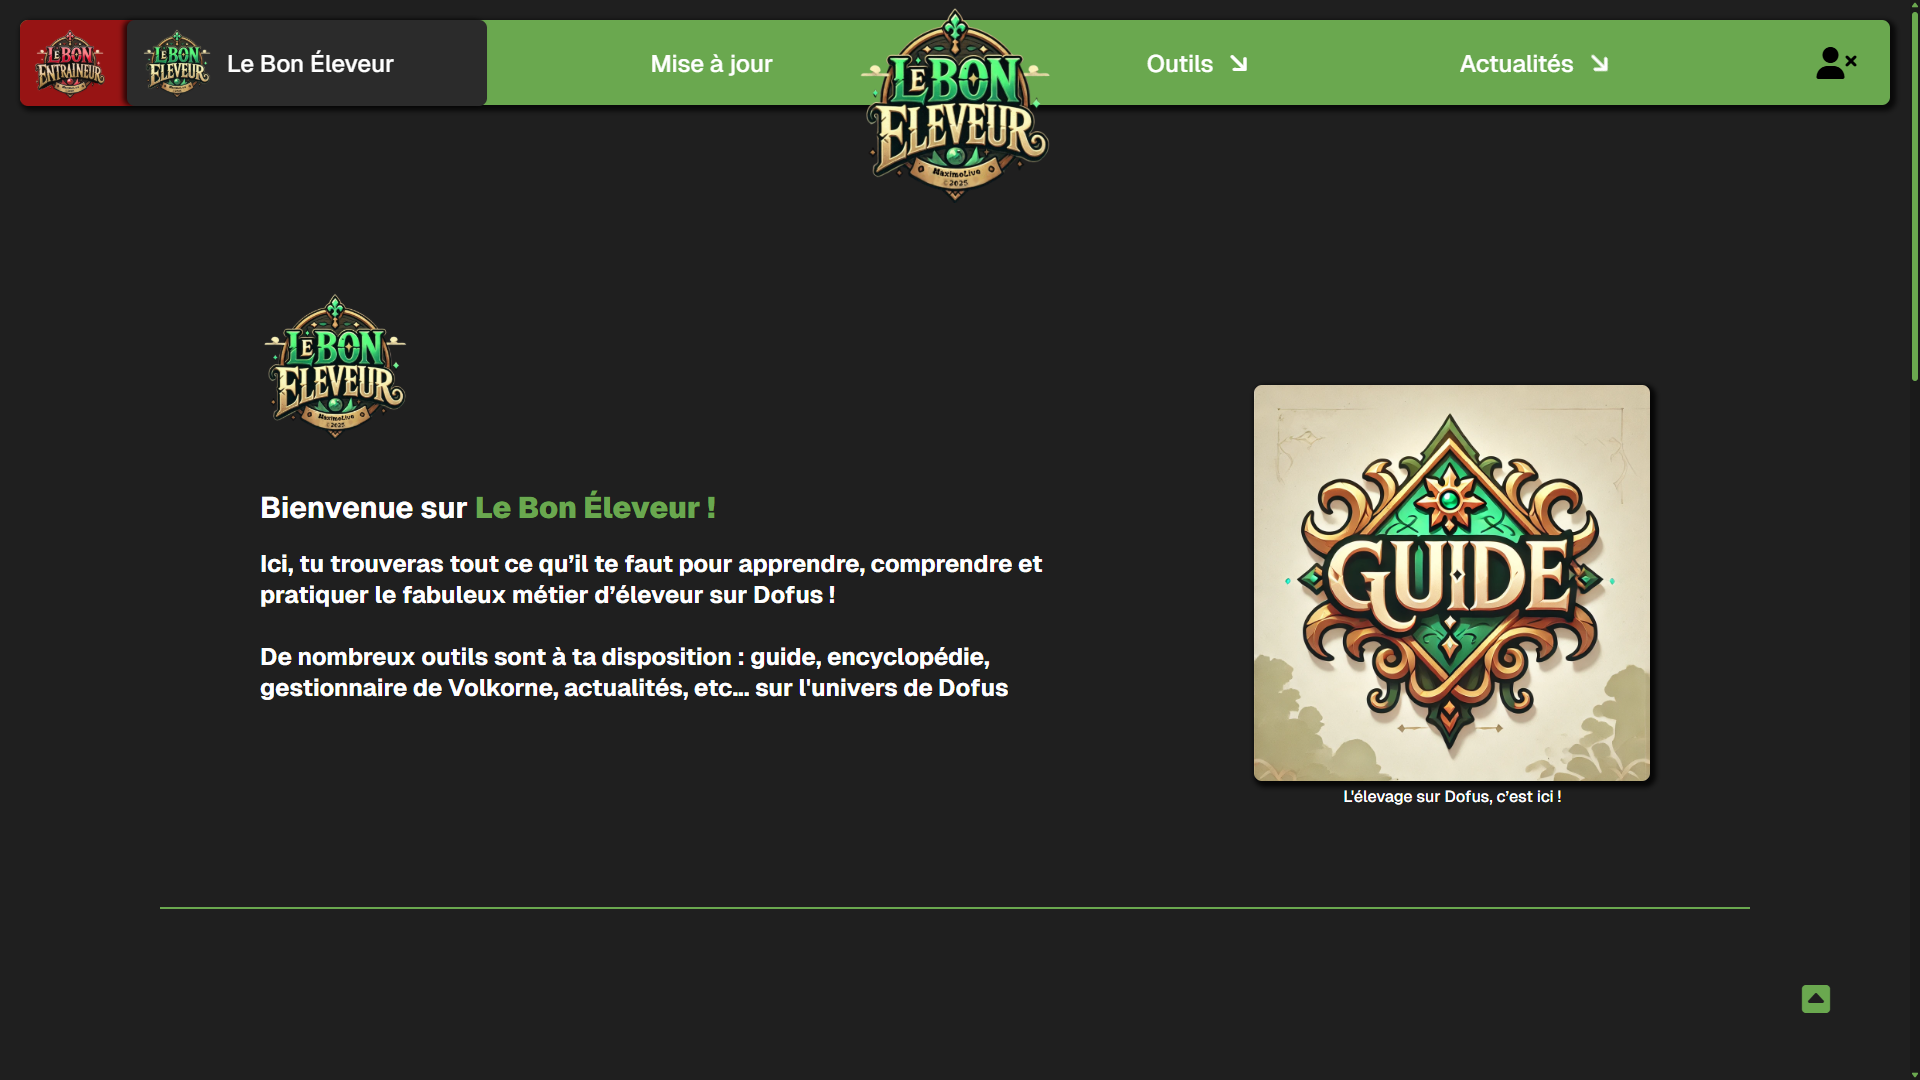 LE BON
ENTRAINEUR
LE BON
ELEVEUR
Le Bon Éleveur
Mise à jour
LE BON
ELEVEUR
MaximoLive
©2025
Outils
Actualités
LE BON
ELEVEUR
MaximoLive
©2025
Bienvenue sur Le Bon Éleveur !
Ici, tu trouveras tout ce qu’il te faut pour apprendre, comprendre et
pratiquer le fabuleux métier d’éleveur sur Dofus !
De nombreux outils sont à ta disposition : guide, encyclopédie,
gestionnaire de Volkorne, actualités, etc... sur l'univers de Dofus
GUIDE
L'élevage sur Dofus, c’est ici !